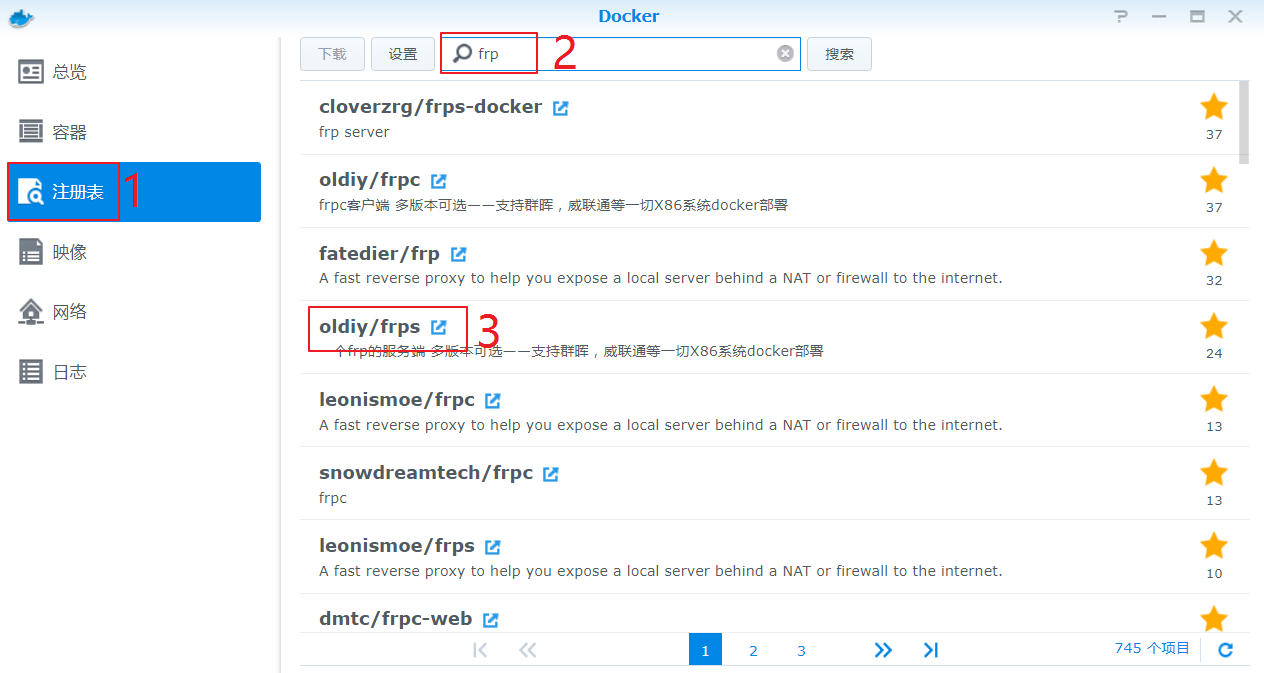 Docker
总览
容器
注册表
1
映像
网络
日志
下载
设置
frp
2
搜索
cloverzrg/frps-docker
frp server
37
oldiy/frpc
frpc客户端 多版本可选——支持群晖，威联通等一切X86系统docker部署
37
fatedier/frp
A fast reverse proxy to help you expose a local server behind a NAT or firewall to the internet.
32
oldiy/frps
3
一个frp的服务端 多版本可选——支持群晖，威联通等一切X86系统docker部署
24
leonismoe/frpc
A fast reverse proxy to help you expose a local server behind a NAT or firewall to the internet.
13
snowdreamtech/frpc
frpc
13
leonismoe/frps
A fast reverse proxy to help you expose a local server behind a NAT or firewall to the internet.
10
dmtc/frpc-web
1 2 3
745 个项目